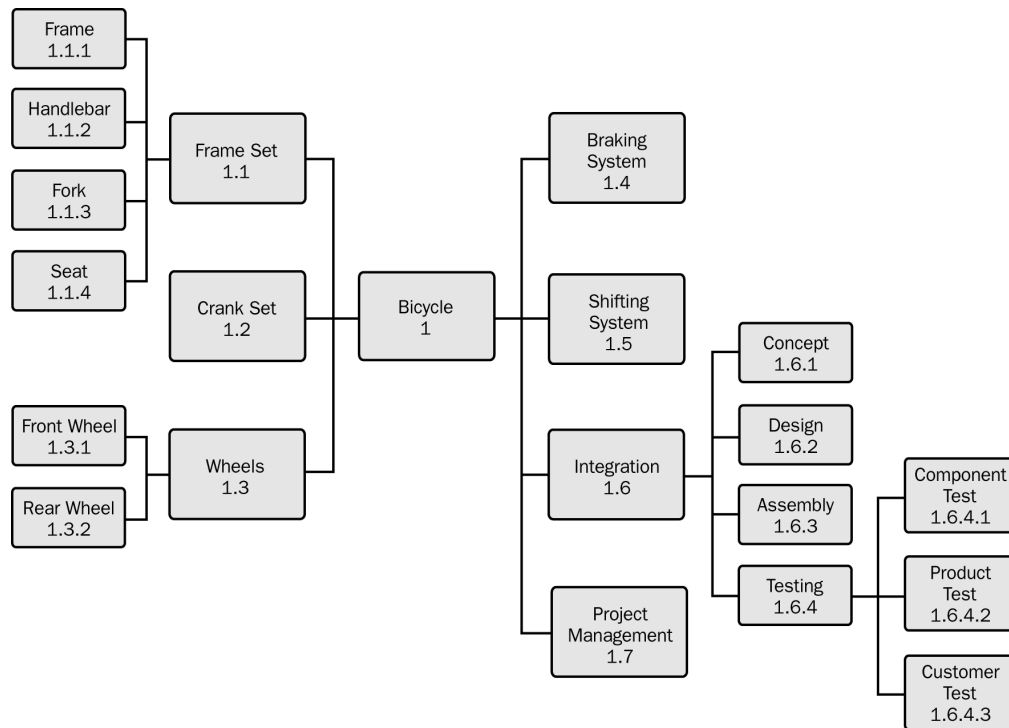 Frame
1.1.1
Handlebar
1.1.2
Fork
1.1.3
Seat
1.1.4
Frame Set
1.1
Crank Set
1.2
Front Wheel
1.3.1
Rear Wheel
1.3.2
Wheels
1.3
Bicycle
1
Braking
System
1.4
Shifting
System
1.5
Integration
1.6
Project
Management
1.7
Concept
1.6.1
Design
1.6.2
Assembly
1.6.3
Testing
1.6.4
Component
Test
1.6.4.1
Product
Test
1.6.4.2
Customer
Test
1.6.4.3